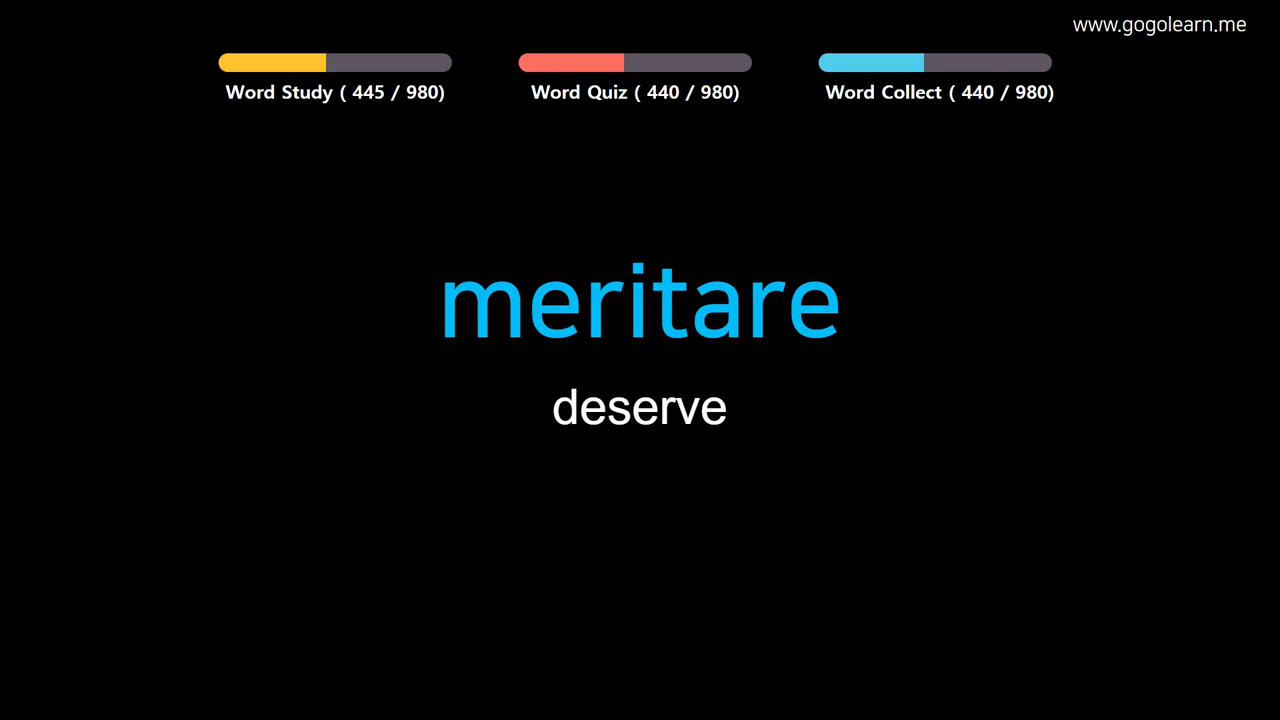 www.gogolearn.me
Word Study ( 445 / 980)
Word Quiz ( 440 / 980)
Word Collect ( 440 / 980)
meritare
deserve